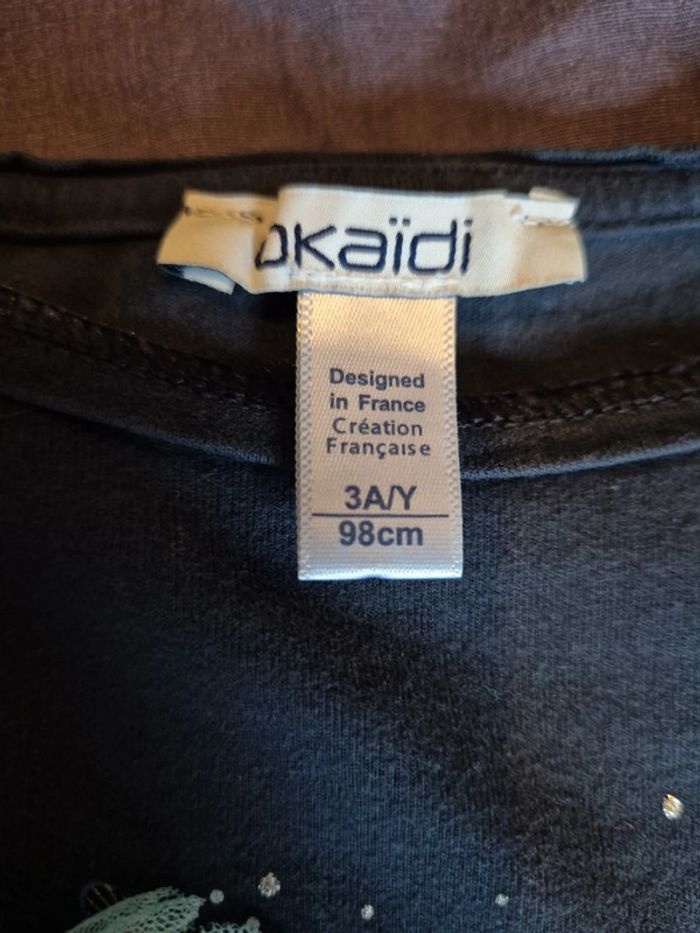 okaïdi
Designed
in France
Création
Française
3A/Y
98cm